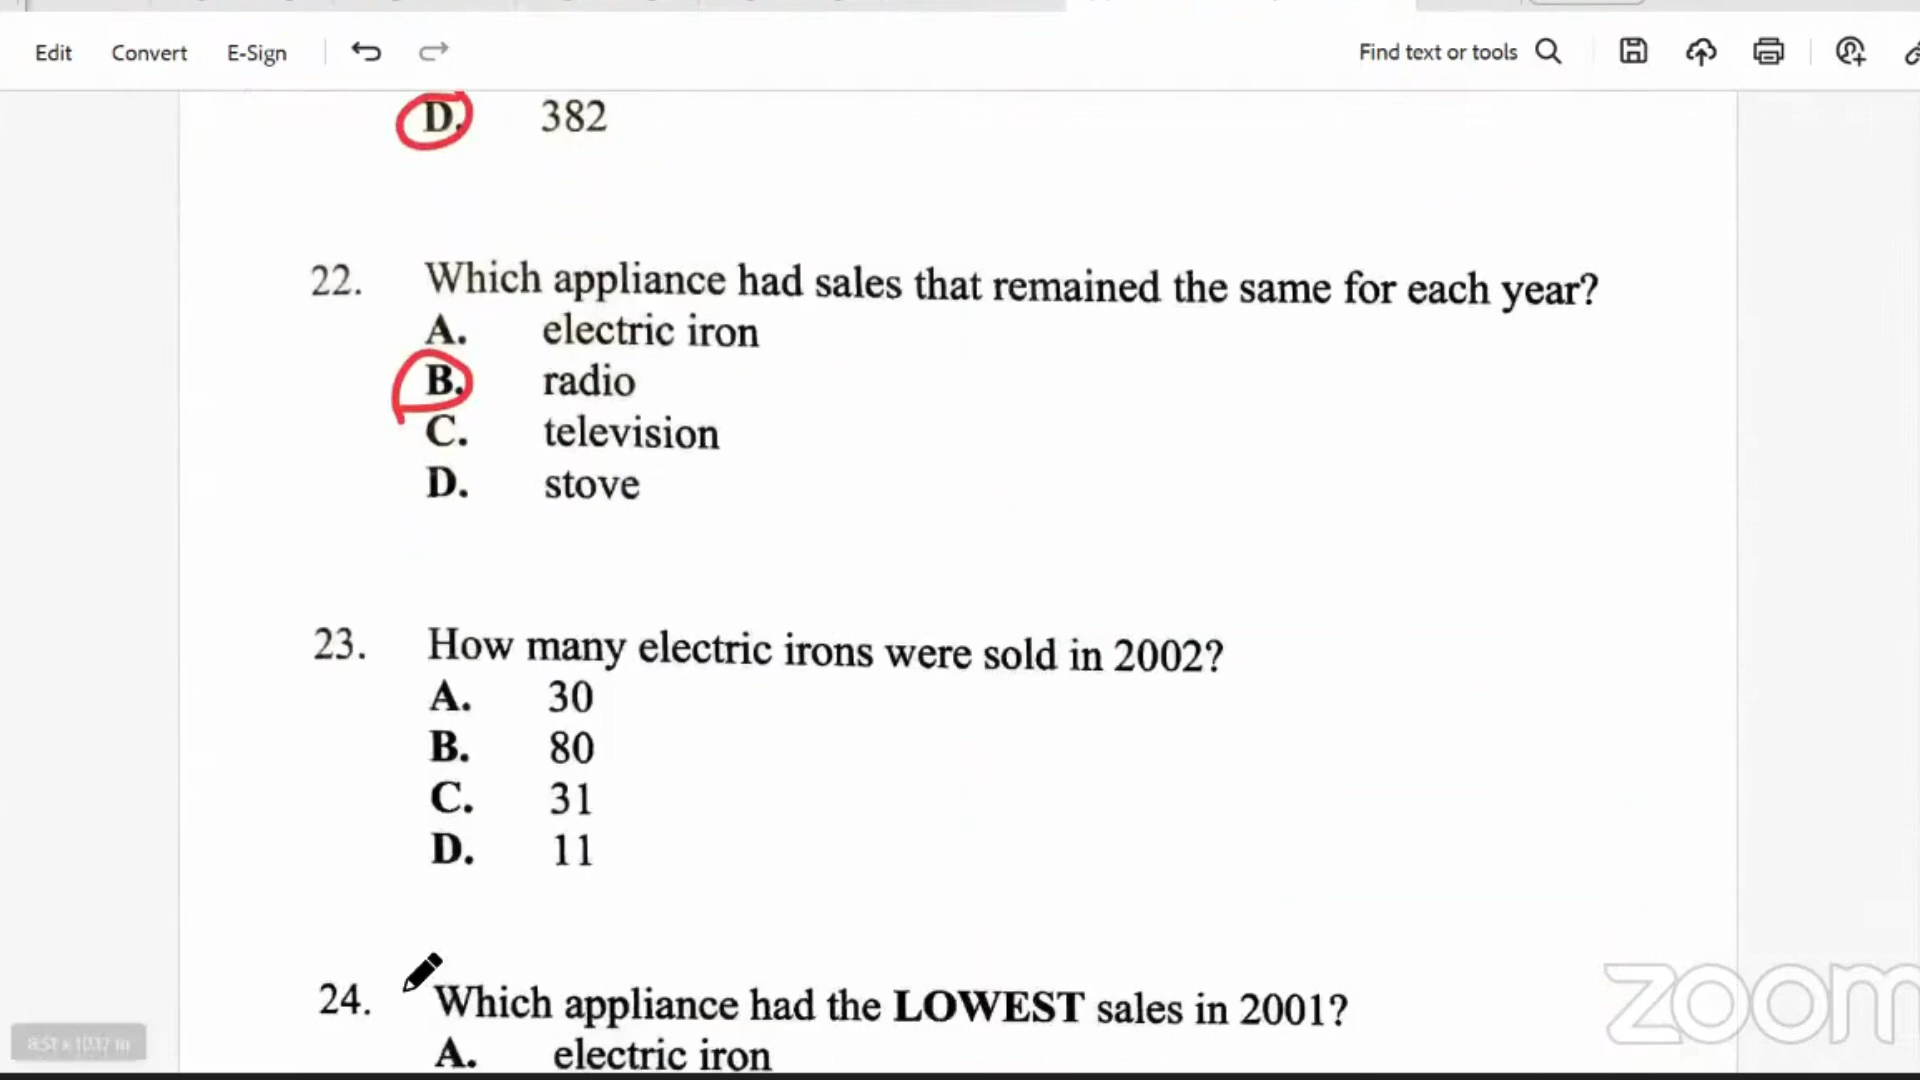 Edit Convert E-Sign Find text or tools
D. 382
22. Which appliance had sales that remained the same for each year?
A. electric iron
B. radio
C. television
D. stove
23. How many electric irons were sold in 2002?
A. 30
B. 80
C. 31
D. 11
24. Which appliance had the LOWEST sales in 2001?
A. electric iron
zoom